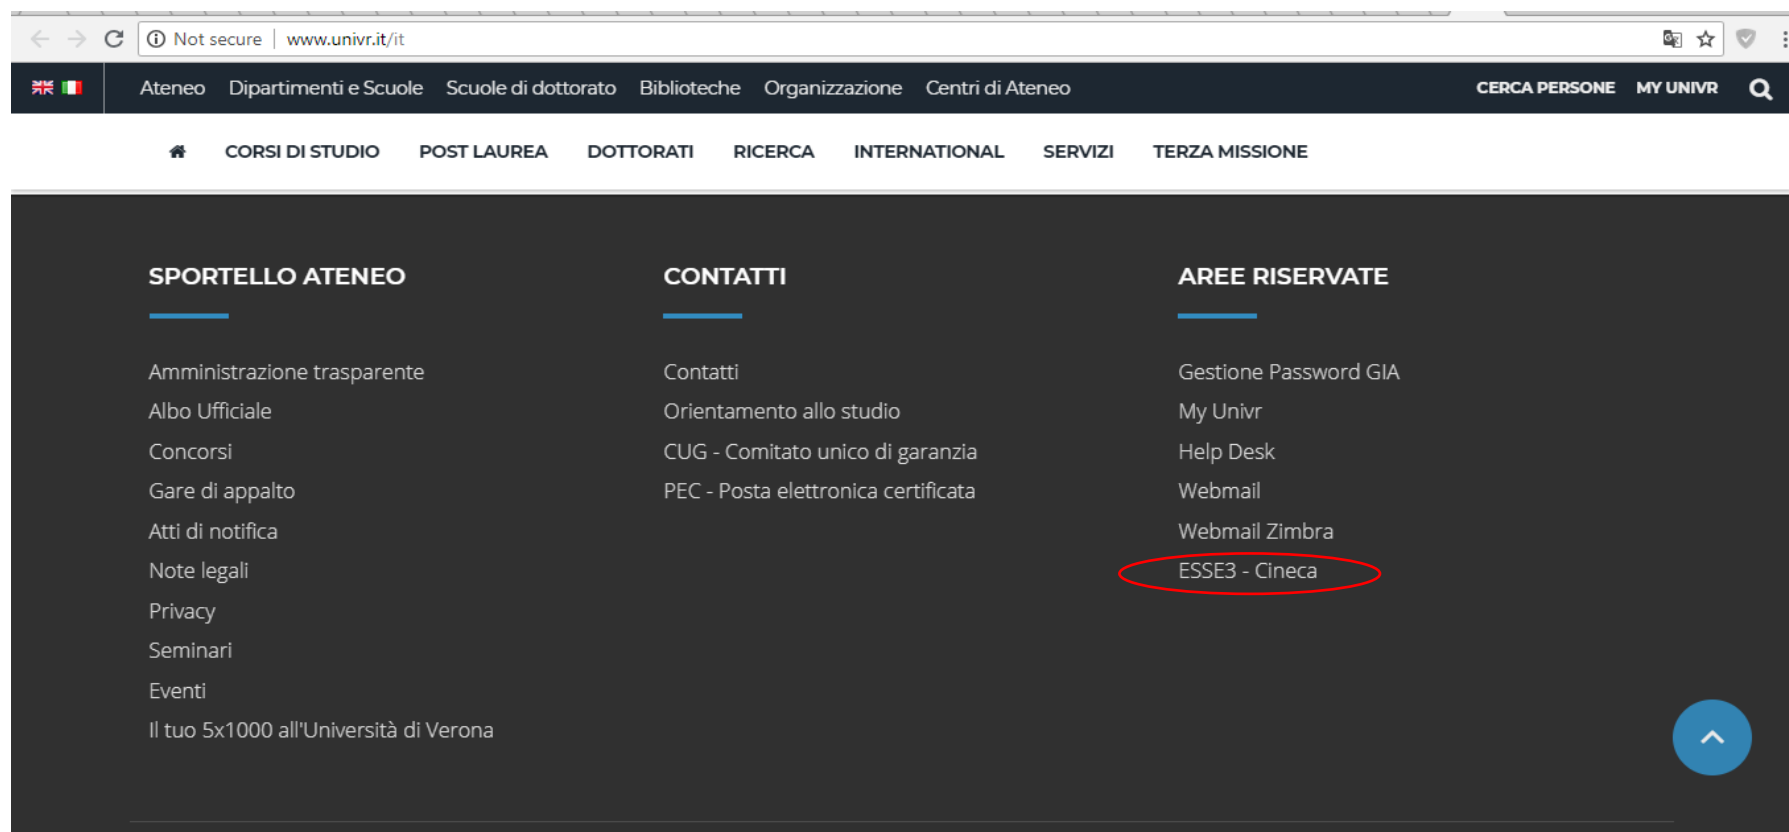 Not secure | www.univr.it/it
Ateneo Dipartimenti e Scuole Scuole di dottorato Biblioteche Organizzazione Centri di Ateneo CERCA PERSONE MY UNIVR
CORSI DI STUDIO POST LAUREA DOTTORATI RICERCA INTERNATIONAL SERVIZI TERZA MISSIONE
SPORTELLO ATENEO
Amministrazione trasparente
Albo Ufficiale
Concorsi
Gare di appalto
Atti di notifica
Note legali
Privacy
Seminari
Eventi
Il tuo 5x1000 all'Università di Verona
CONTATTI
Contatti
Orientamento allo studio
CUG - Comitato unico di garanzia
PEC - Posta elettronica certificata
AREE RISERVATE
Gestione Password GIA
My Univr
Help Desk
Webmail
Webmail Zimbra
ESSE3 - Cineca